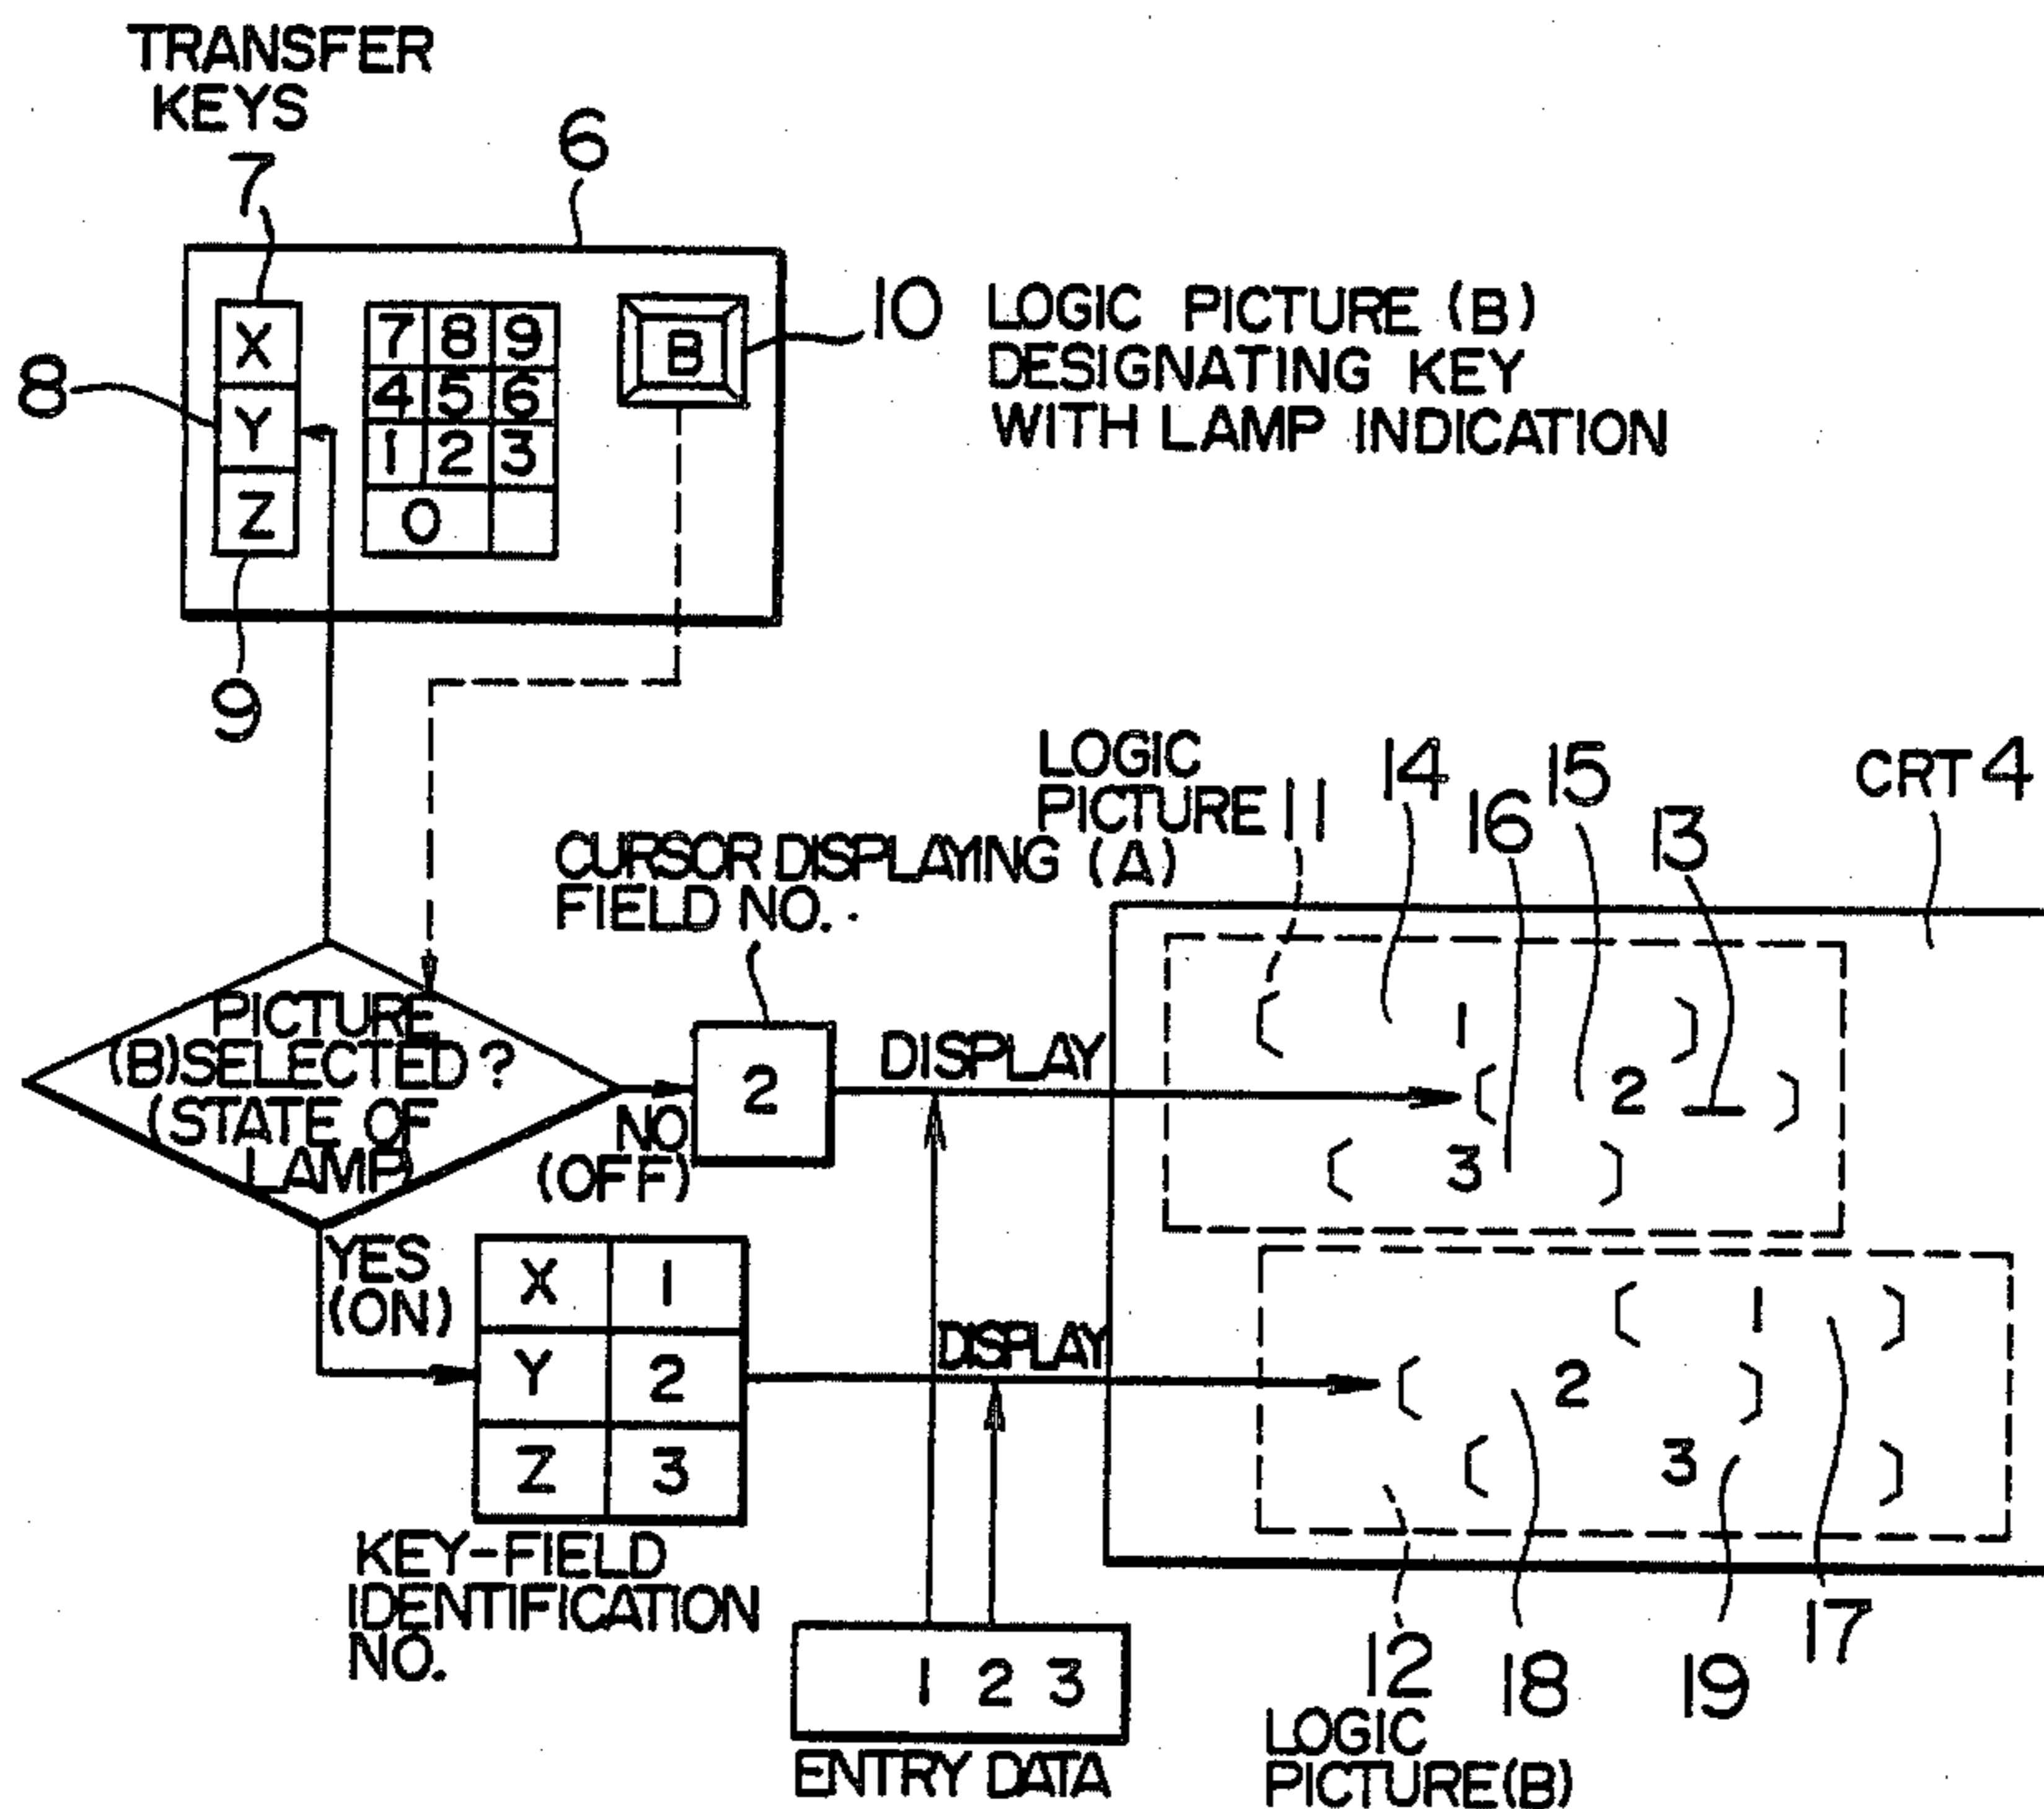 TRANSFER
KEYS
7
6
8
X
Y
Z
7 8 9
4 5 6
1 2 3
0
B
10
LOGIC PICTURE (B)
DESIGNATING KEY
WITH LAMP INDICATION
9
LOGIC
PICTURE 11
(A)
14
16
15
13
CRT 4
CURSOR DISPLAYING
FIELD NO.
PICTURE
(B) SELECTED ?
(STATE OF
LAMP)
NO
(OFF)
YES
(ON)
2
DISPLAY
( 1 )
( 2 _ )
( 3 )
X 1
Y 2
Z 3
KEY-FIELD
IDENTIFICATION
NO.
DISPLAY
( 1 )
( 2 )
( 3 )
1 2 3
ENTRY DATA
12
LOGIC
PICTURE (B)
18
19
17